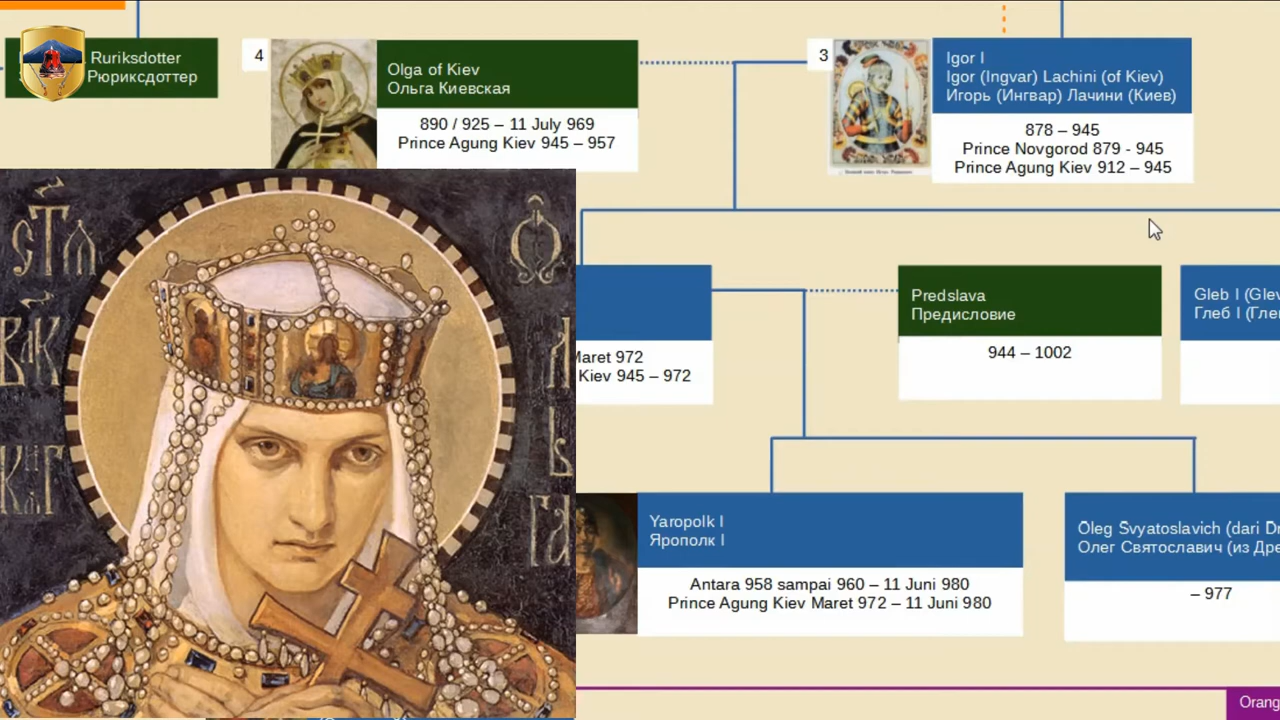 Ruriksdotter
Рюриксдоттер
4
Olga of Kiev
Ольга Киевская
890 / 925 – 11 July 969
Prince Agung Kiev 945 – 957
3
Igor I
Igor (Ingvar) Lachini (of Kiev)
Игорь (Ингвар) Лачини (Киев)
878 – 945
Prince Novgorod 879 - 945
Prince Agung Kiev 912 – 945
Maret 972
Kiev 945 – 972
Predslava
Предисловие
944 – 1002
Gleb I (Glev
Глеб I (Глеб
Yaropolk I
Ярополк I
Antara 958 sampai 960 – 11 Juni 980
Prince Agung Kiev Maret 972 – 11 Juni 980
Oleg Svyatoslavich (dari Dr
Олег Святославич (из Дре
– 977
Orang